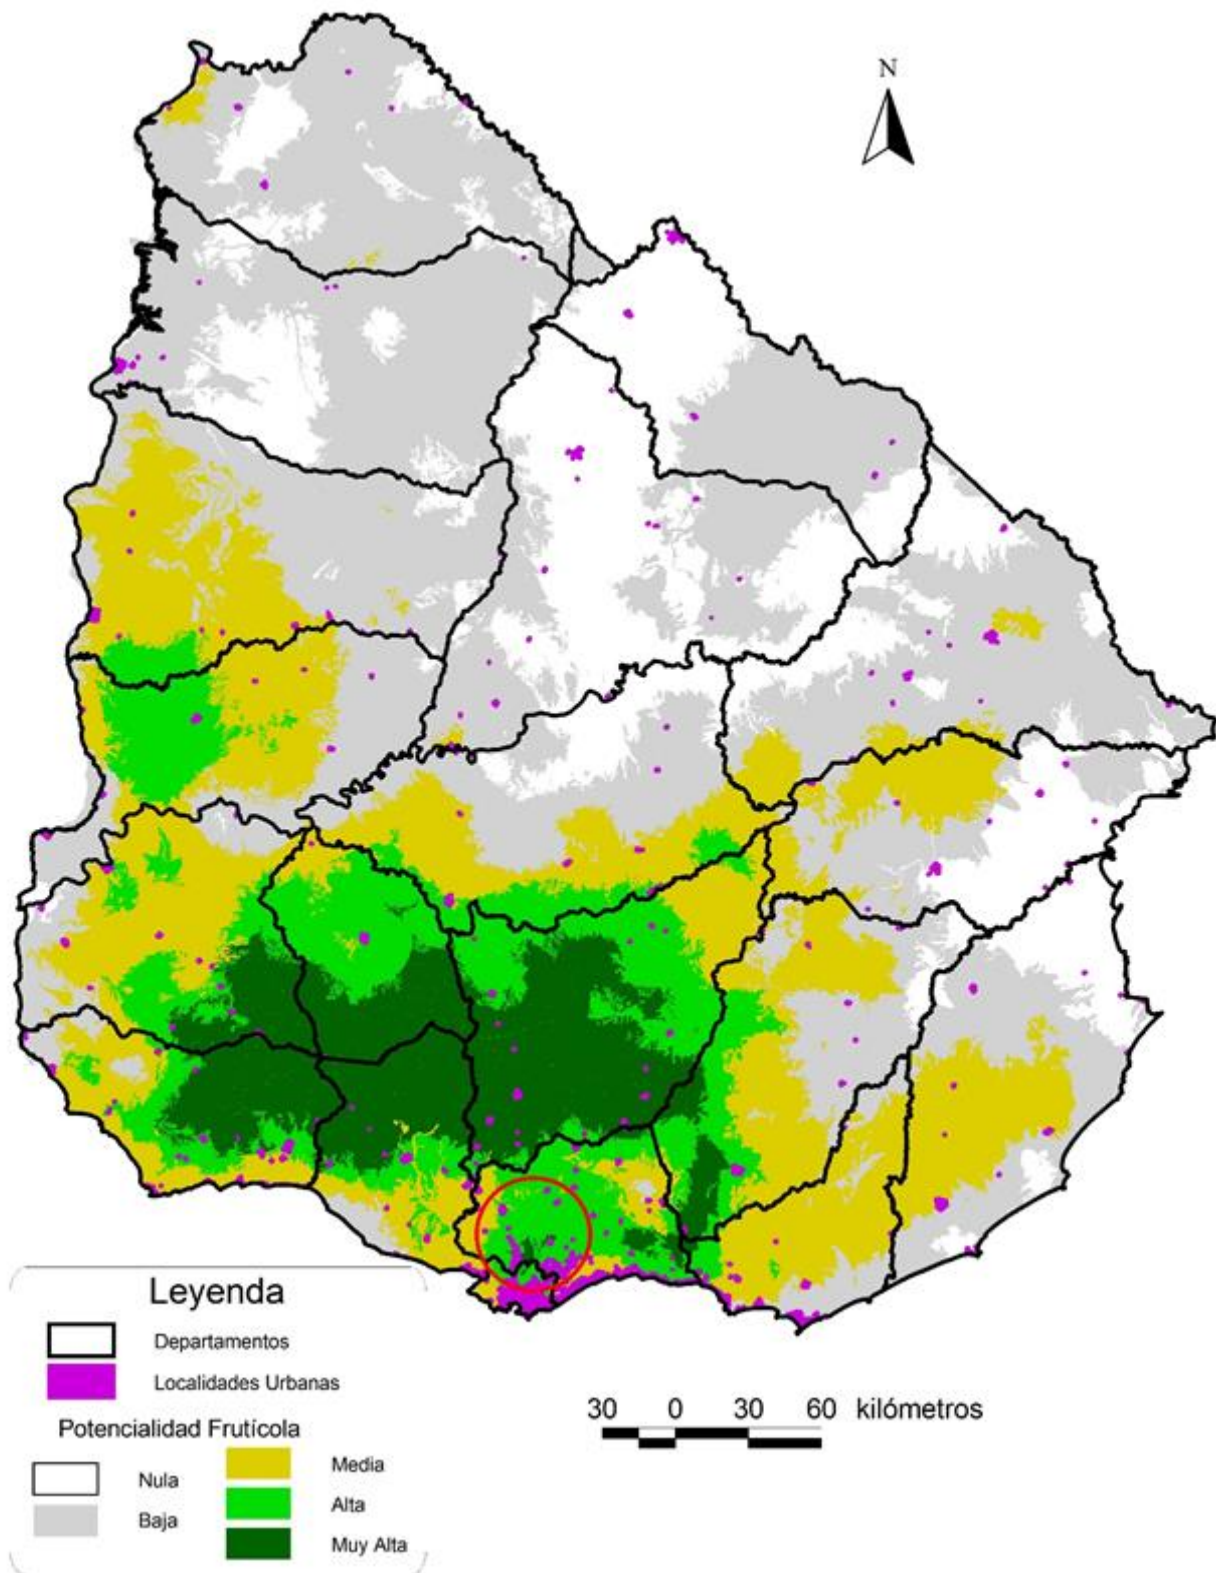 N
Leyenda
Departamentos
Localidades Urbanas
Potencialidad Frutícola
Nula
Baja
Media
Alta
Muy Alta
30 0 30 60 kilómetros